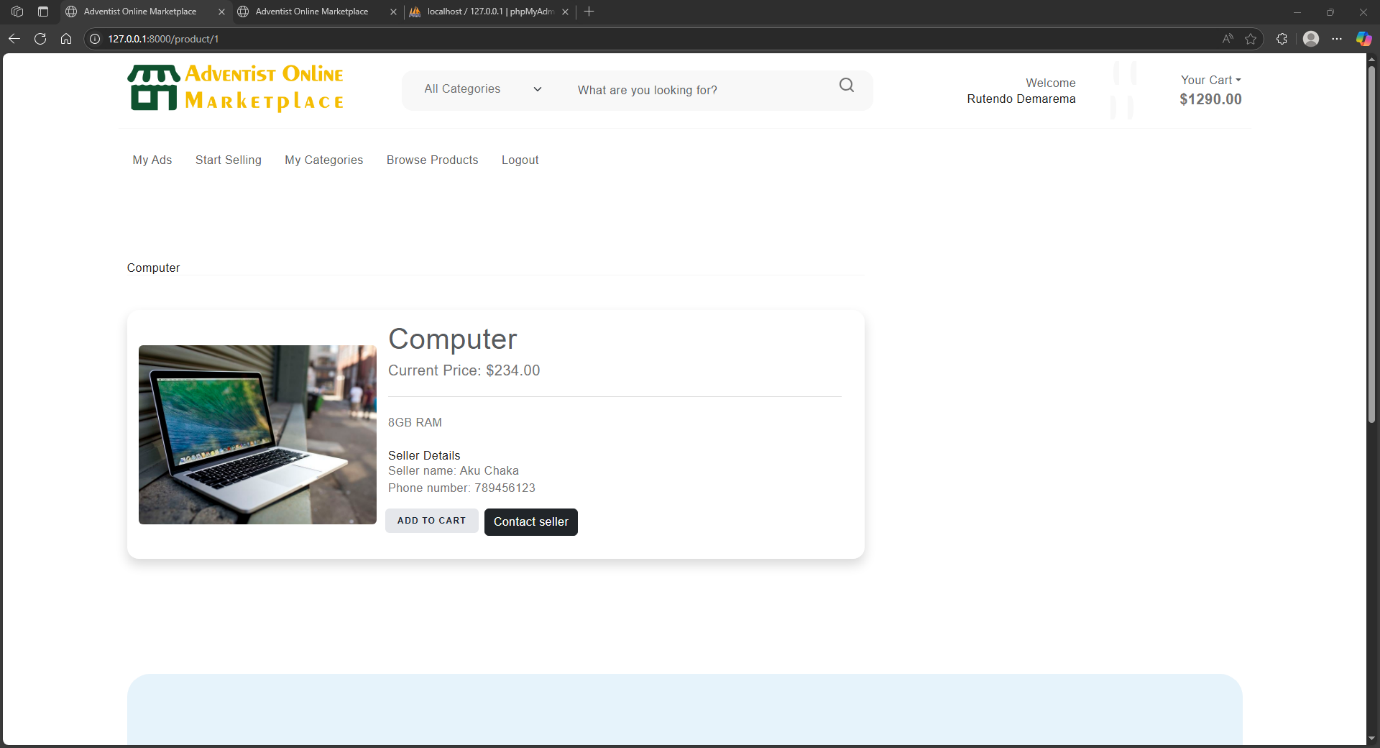 Adventist Online Marketplace
Adventist Online Marketplace
localhost / 127.0.0.1 | phpMyAdm
127.0.0.1:8000/product/1
Adventist Online
Marketplace
All Categories
What are you looking for?
Welcome
Rutendo Demarema
Your Cart
$1290.00
My Ads
Start Selling
My Categories
Browse Products
Logout
Computer
Computer
Current Price: $234.00
8GB RAM
Seller Details
Seller name: Aku Chaka
Phone number: 789456123
ADD TO CART
Contact seller